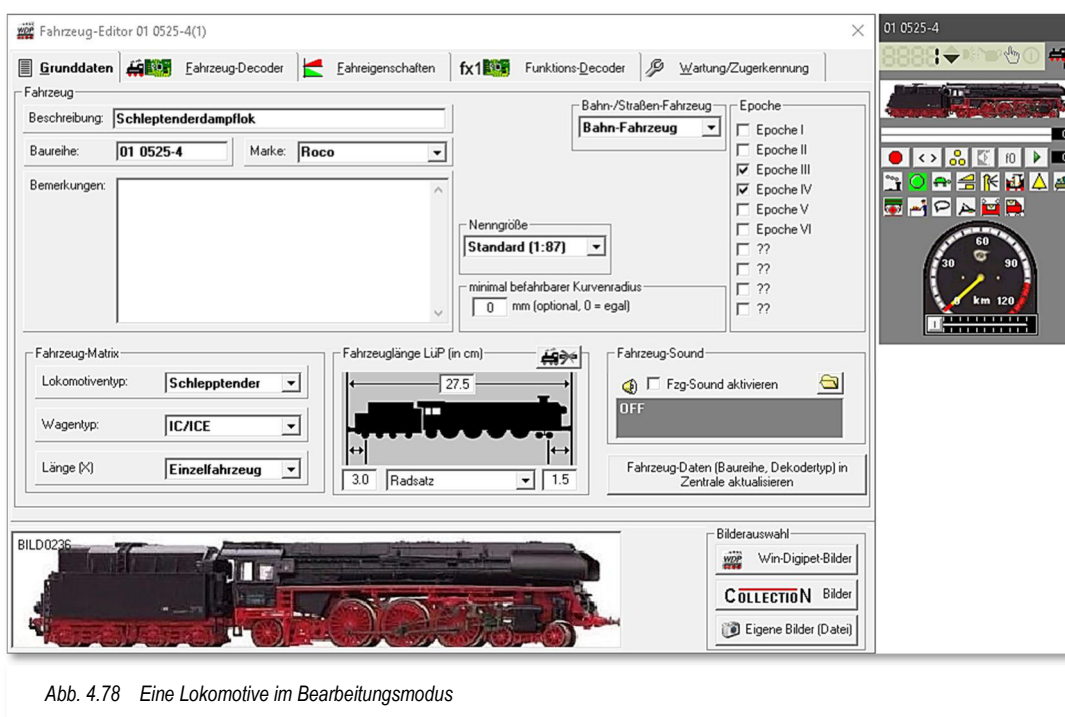 Fahrzeug-Editor 01 0525-4(1)
Grunddaten
Fahrzeug-Decoder
Fahreigenschaften
fx1
Funktions-Decoder
Wartung/Zugerkennung
Fahrzeug
Beschreibung: Schleptenderdampflok
Baureihe: 01 0525-4 Marke: Roco
Bemerkungen:
Bahn-/Straßen-Fahrzeug
Bahn-Fahrzeug
Nenngröße
Standard (1:87)
minimal befahrbarer Kurvenradius
0 mm (optional, 0 = egal)
Epoche
Epoche I
Epoche II
Epoche III
Epoche IV
Epoche V
Epoche VI
??
??
??
??
Fahrzeug-Matrix
Lokomotiventyp: Schlepptender
Wagentyp: IC/ICE
Länge (X) Einzelfahrzeug
Fahrzeuglänge LüP (in cm)
27.5
3.0 Radsatz 1.5
Fahrzeug-Sound
Fzg-Sound aktivieren
OFF
Fahrzeug-Daten (Baureihe, Dekodertyp) in
Zentrale aktualisieren
BILD0236
Bilderauswahl
WDP Win-Digipet-Bilder
COLLECTION Bilder
Eigene Bilder (Datei)
01 0525-4
f0
30
60
90
0 km 120
1
Abb. 4.78 Eine Lokomotive im Bearbeitungsmodus